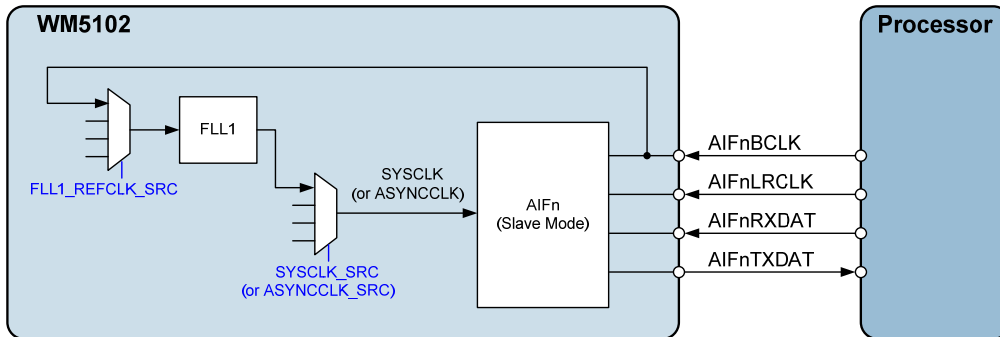 WM5102
Processor
FLL1
FLL1_REFCLK_SRC
SYSCLK
(or ASYNCCLK)
SYSCLK_SRC
(or ASYNCCLK_SRC)
AIFn
(Slave Mode)
AIFnBCLK
AIFnLRCLK
AIFnRXDAT
AIFnTXDAT